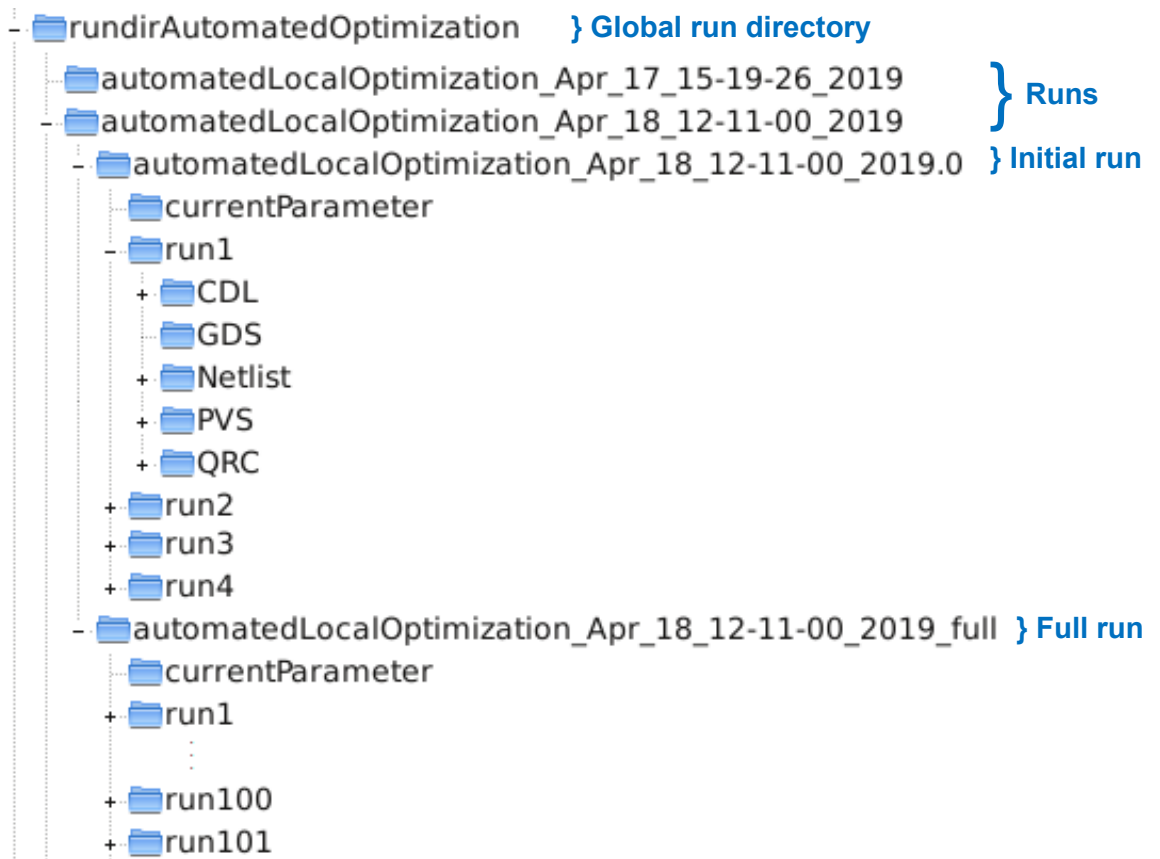 rundirAutomatedOptimization } Global run directory
automatedLocalOptimization_Apr_17_15-19-26_2019
} Runs
automatedLocalOptimization_Apr_18_12-11-00_2019
automatedLocalOptimization_Apr_18_12-11-00_2019.0 } Initial run
currentParameter
run1
CDL
GDS
Netlist
PVS
QRC
run2
run3
run4
automatedLocalOptimization_Apr_18_12-11-00_2019_full } Full run
currentParameter
run1
run100
run101